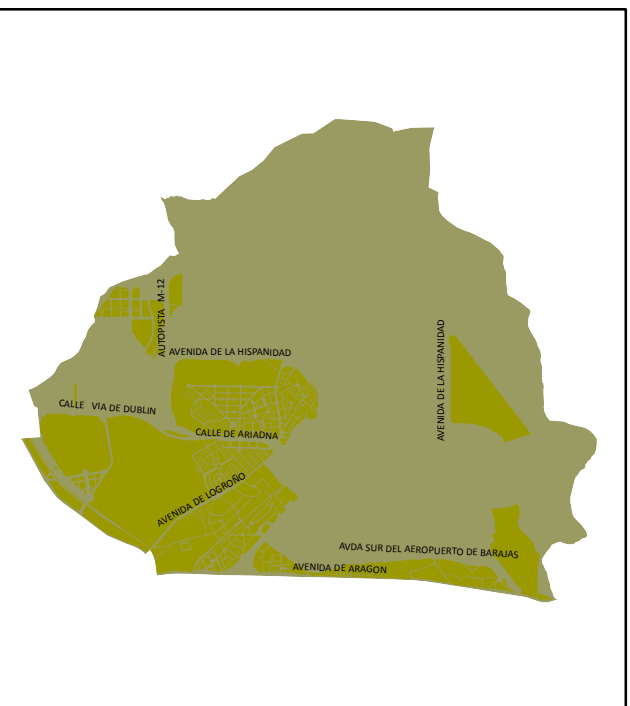 AUTOPISTA M-12
AVENIDA DE LA HISPANIDAD
AVENIDA DE LA HISPANIDAD
CALLE VIA DE DUBLIN
CALLE DE ARIADNA
AVENIDA DE LOGROÑO
AVDA SUR DEL AEROPUERTO DE BARAJAS
AVENIDA DE ARAGON